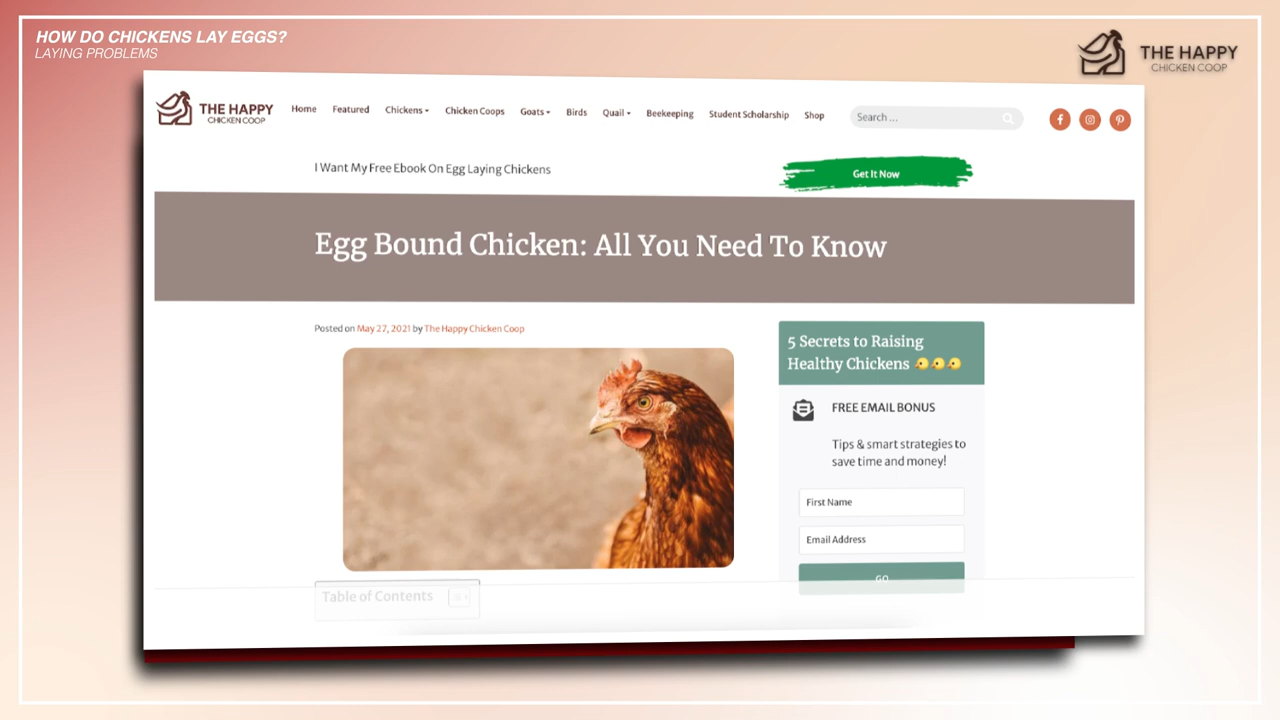 HOW DO CHICKENS LAY EGGS?
LAYING PROBLEMS
THE HAPPY
CHICKEN COOP
THE HAPPY
CHICKEN COOP
Home Featured Chickens Chicken Coops Goats Birds Quail Beekeeping Student Scholarship Shop
Search ...
I Want My Free Ebook On Egg Laying Chickens
Get It Now
Egg Bound Chicken: All You Need To Know
Posted on May 27, 2021 by The Happy Chicken Coop
5 Secrets to Raising
Healthy Chickens 🐤🐤🐤
FREE EMAIL BONUS
Tips & smart strategies to
save time and money!
First Name
Email Address
GO
Table of Contents